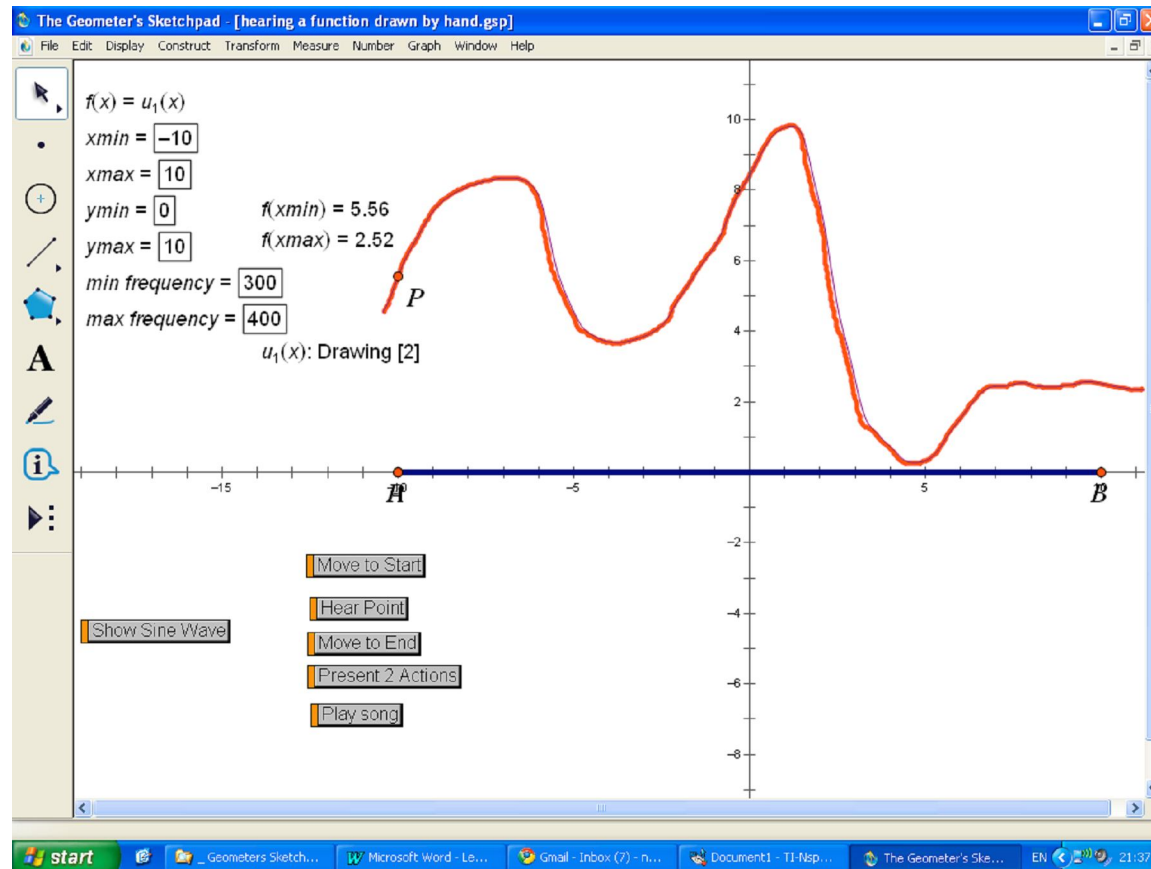 The Geometer's Sketchpad - [hearing a function drawn by hand.gsp]
File Edit Display Construct Transform Measure Number Graph Window Help
f(x) = u₁(x)
xmin = −10
xmax = 10
ymin = 0
ymax = 10
min frequency = 300
max frequency = 400
f(xmin) = 5.56
f(xmax) = 2.52
u₁(x): Drawing [2]
A
i
P
10
8
6
4
2
-15
-5
A
B
-2
-4
-6
-8
Move to Start
Hear Point
Show Sine Wave
Move to End
Present 2 Actions
Play song
start
_ Geometers Sketch...
Microsoft Word - Le...
Gmail - Inbox (7) - n...
Document1 - TI-Nsp...
The Geometer's Ske...
EN
21:37